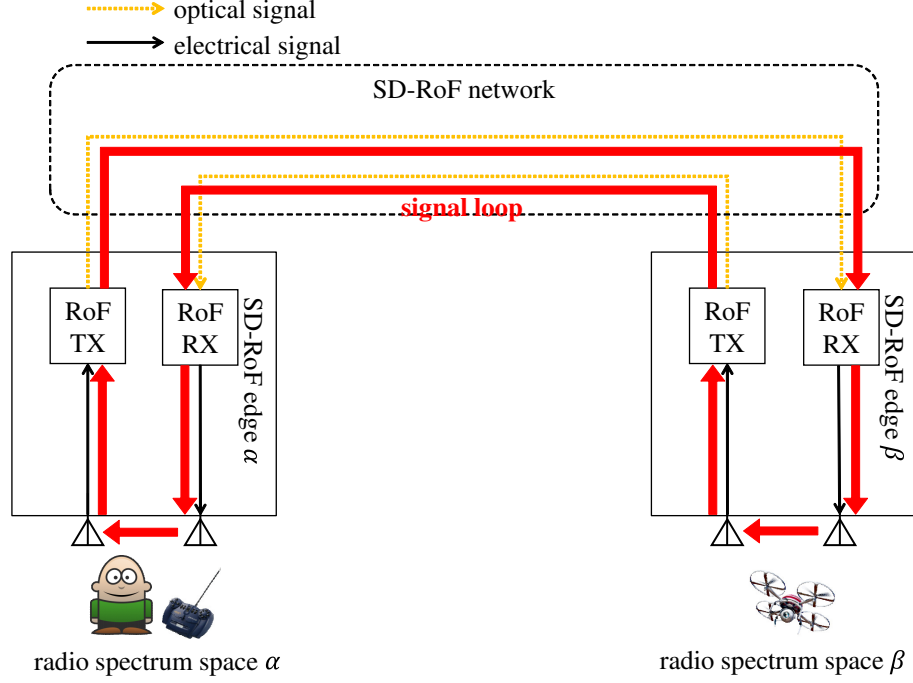 optical signal
electrical signal
SD-RoF network
signal loop
RoF
TX
RoF
RX
SD-RoF edge α
RoF
TX
RoF
RX
SD-RoF edge β
radio spectrum space α
radio spectrum space β